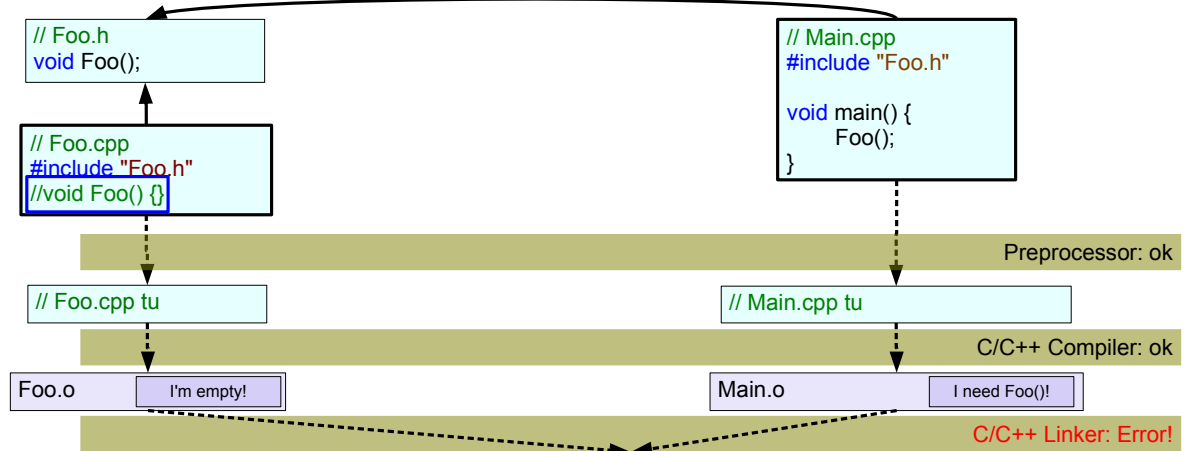 // Foo.h
void Foo();
// Main.cpp
#include "Foo.h"
void main() {
Foo();
}
// Foo.cpp
#include "Foo.h"
//void Foo() {}
Preprocessor: ok
// Foo.cpp tu
// Main.cpp tu
C/C++ Compiler: ok
Foo.o
I'm empty!
Main.o
I need Foo()!
C/C++ Linker: Error!